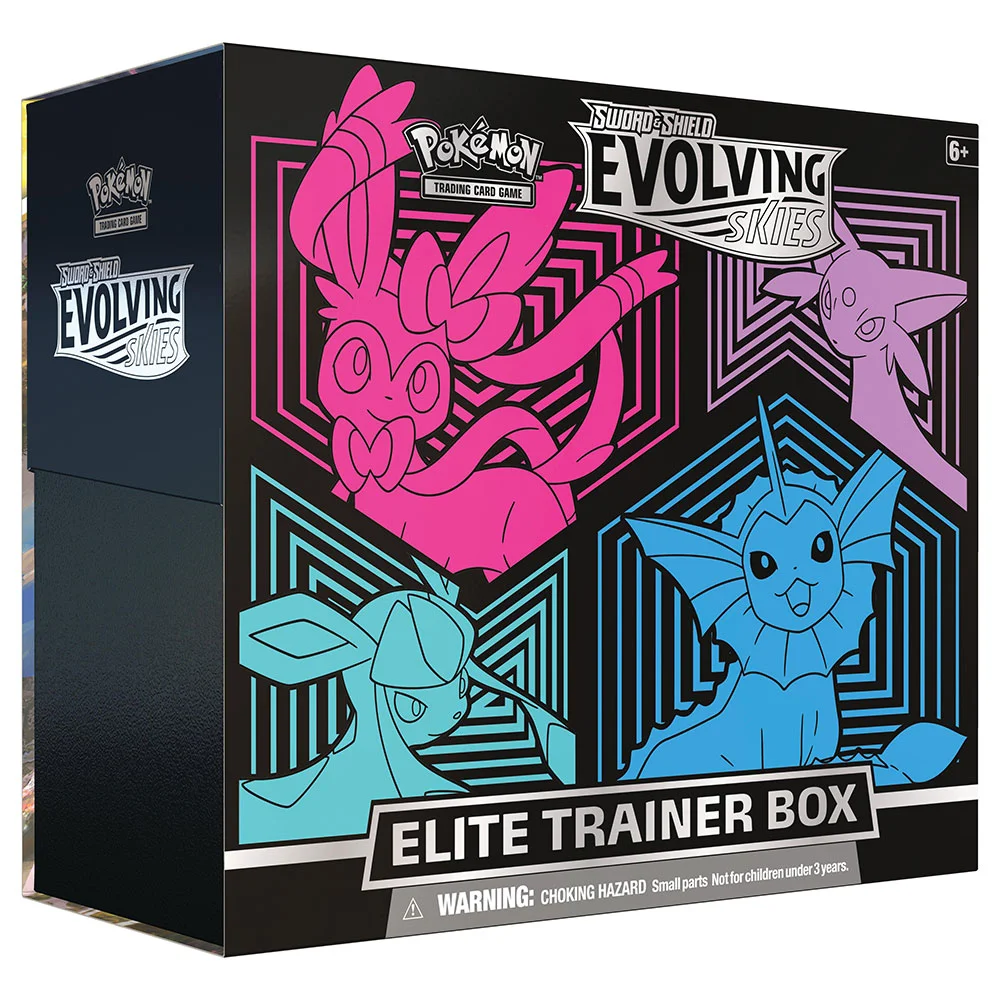 Pokémon
TRADING CARD GAME
SWORD & SHIELD
EVOLVING
SKIES
Pokémon™
TRADING CARD GAME
SWORD & SHIELD
EVOLVING
SKIES
6+
ELITE TRAINER BOX
WARNING: CHOKING HAZARD Small parts Not for children under 3 years.